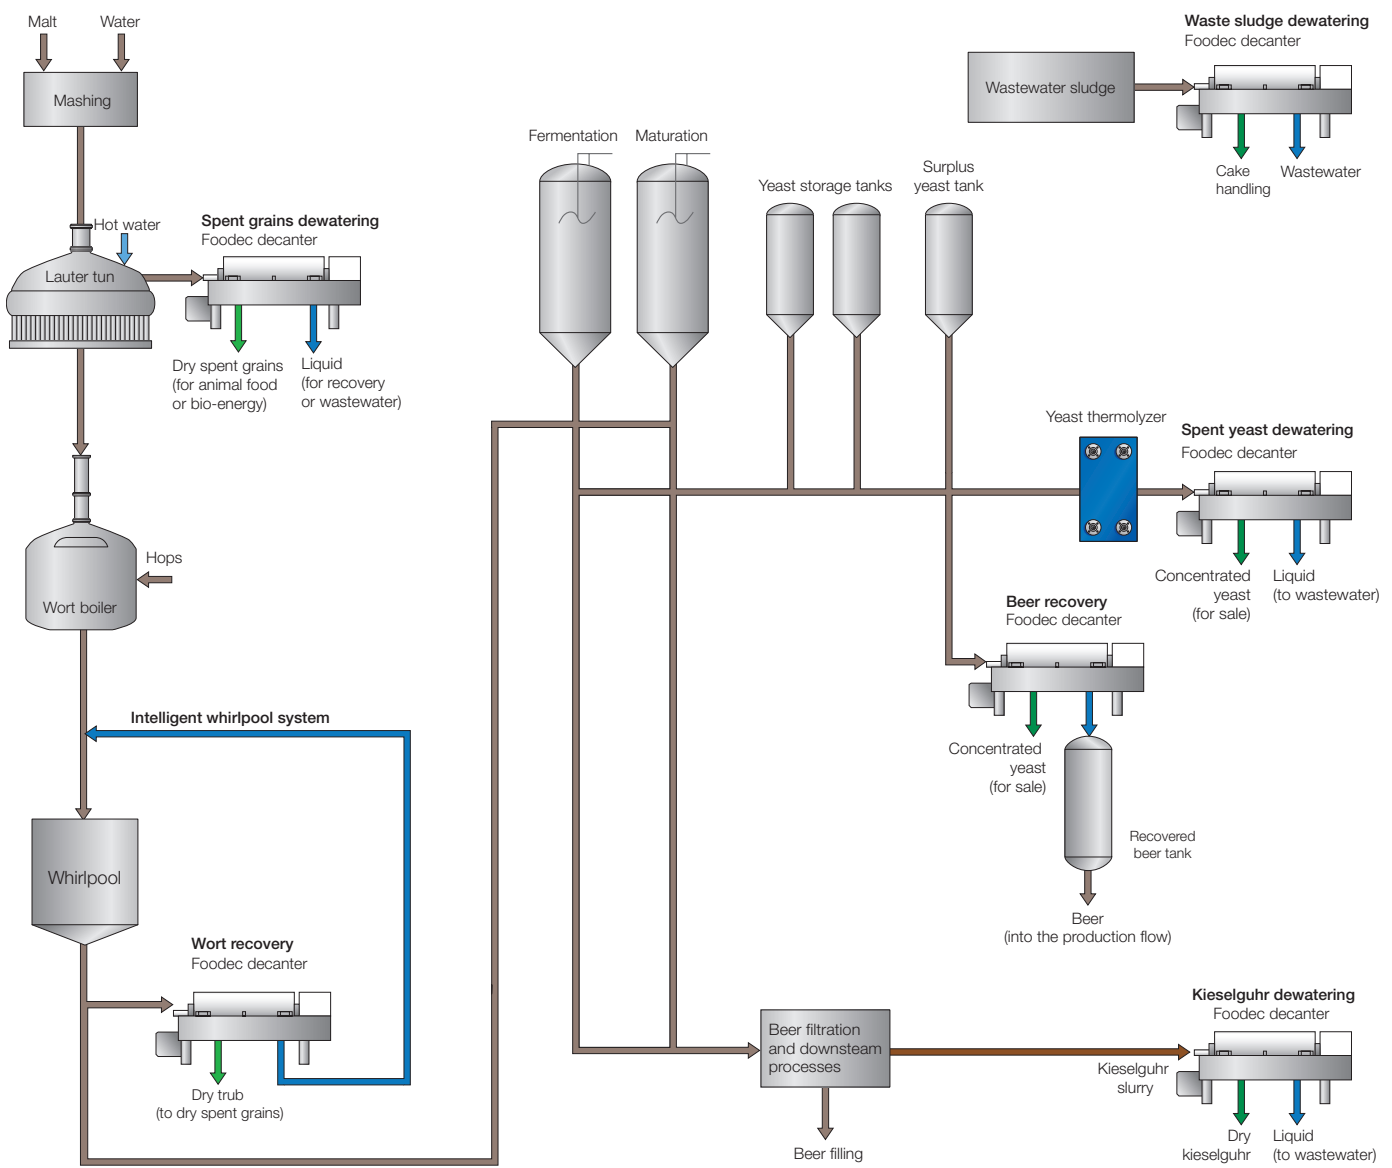 Malt
Water
Mashing
Hot water
Lauter tun
Spent grains dewatering
Foodec decanter
Dry spent grains
(for animal food
or bio-energy)
Liquid
(for recovery
or wastewater)
Hops
Wort boiler
Intelligent whirlpool system
Whirlpool
Wort recovery
Foodec decanter
Dry trub
(to dry spent grains)
Fermentation
Maturation
Yeast storage tanks
Surplus
yeast tank
Waste sludge dewatering
Foodec decanter
Wastewater sludge
Cake
handling
Wastewater
Yeast thermolyzer
Spent yeast dewatering
Foodec decanter
Concentrated
yeast
(for sale)
Liquid
(to wastewater)
Beer recovery
Foodec decanter
Concentrated
yeast
(for sale)
Recovered
beer tank
Beer
(into the production flow)
Beer filtration
and downsteam
processes
Beer filling
Kieselguhr
slurry
Kieselguhr dewatering
Foodec decanter
Dry
kieselguhr
Liquid
(to wastewater)